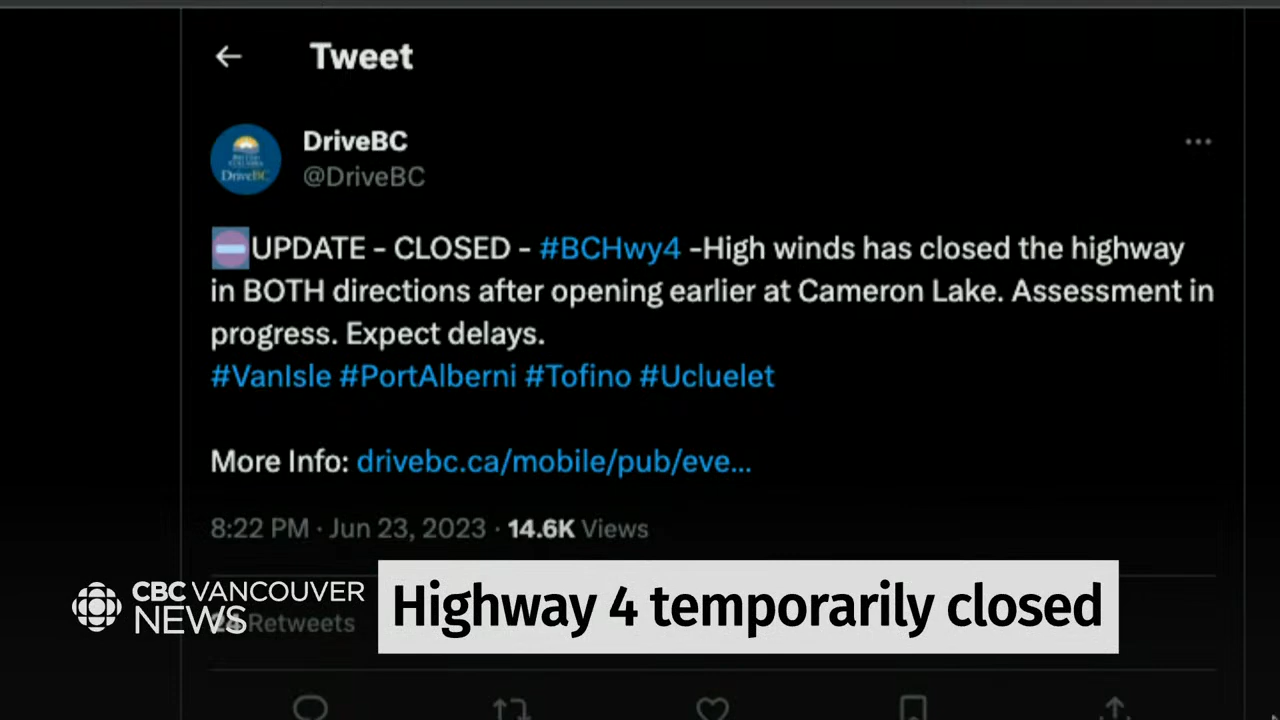 Tweet
DriveBC
@DriveBC
UPDATE - CLOSED - #BCHwy4 -High winds has closed the highway
in BOTH directions after opening earlier at Cameron Lake. Assessment in
progress. Expect delays.
#VanIsle #PortAlberni #Tofino #Ucluelet
More Info: drivebc.ca/mobile/pub/eve...
8:22 PM · Jun 23, 2023 · 14.6K Views
Retweets
CBC VANCOUVER
NEWS
Highway 4 temporarily closed